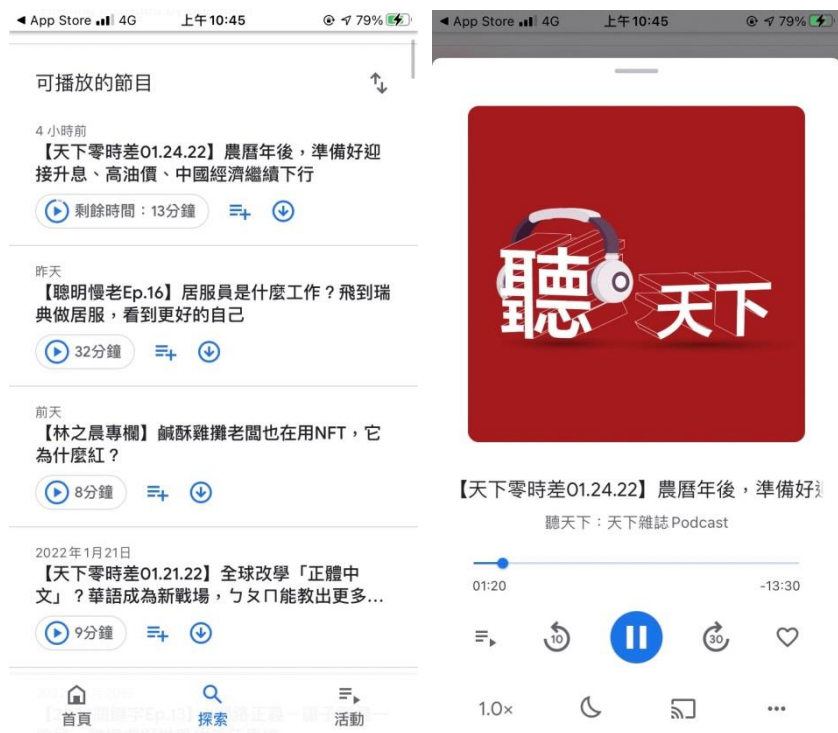 App Store 4G 上午10:45 79%
可播放的節目
4 小時前
【天下零時差01.24.22】農曆年後，準備好迎
接升息、高油價、中國經濟繼續下行
剩餘時間：13分鐘
昨天
【聰明慢老Ep.16】居服員是什麼工作？飛到瑞
典做居服，看到更好的自己
32分鐘
前天
【林之晨專欄】鹹酥雞攤老闆也在用NFT，它
為什麼紅？
8分鐘
2022年1月21日
【天下零時差01.21.22】全球改學「正體中
文」？華語成為新戰場，ㄅㄆㄇ能教出更多...
9分鐘
首頁
探索
活動
App Store 4G 上午10:45 79%
聽天下
【天下零時差01.24.22】農曆年後，準備好
聽天下：天下雜誌 Podcast
01:20
-13:30
10
30
1.0×